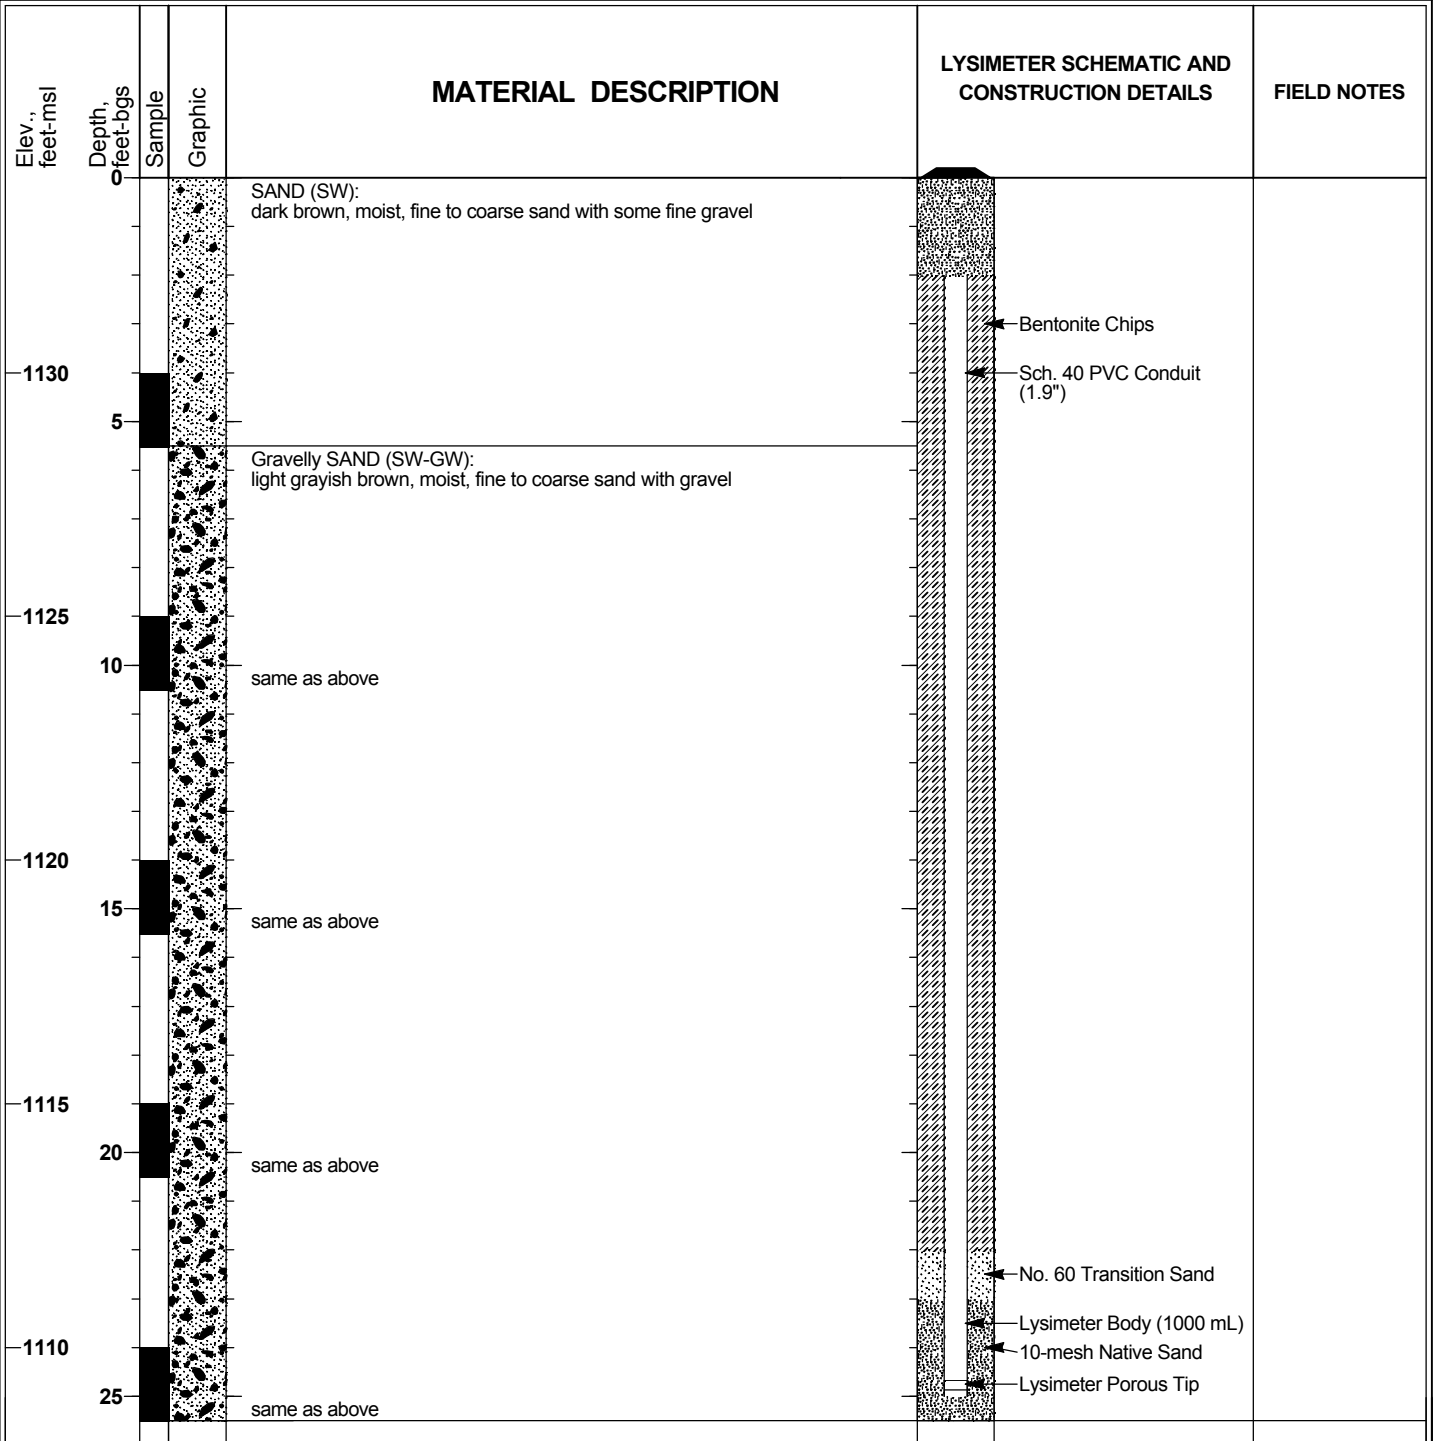 Elev.,
feet-msl
Depth,
feet-bgs
Sample
Graphic
MATERIAL DESCRIPTION
LYSIMETER SCHEMATIC AND
CONSTRUCTION DETAILS
FIELD NOTES
0
SAND (SW):
dark brown, moist, fine to coarse sand with some fine gravel
Bentonite Chips
1130
Sch. 40 PVC Conduit
(1.9")
5
Gravelly SAND (SW-GW):
light grayish brown, moist, fine to coarse sand with gravel
1125
10
same as above
1120
15
same as above
1115
20
same as above
No. 60 Transition Sand
Lysimeter Body (1000 mL)
1110
10-mesh Native Sand
Lysimeter Porous Tip
25
same as above